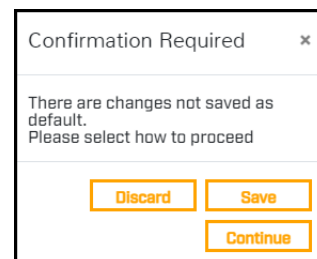 Confirmation Required ×
There are changes not saved as
default.
Please select how to proceed
Discard Save
Continue